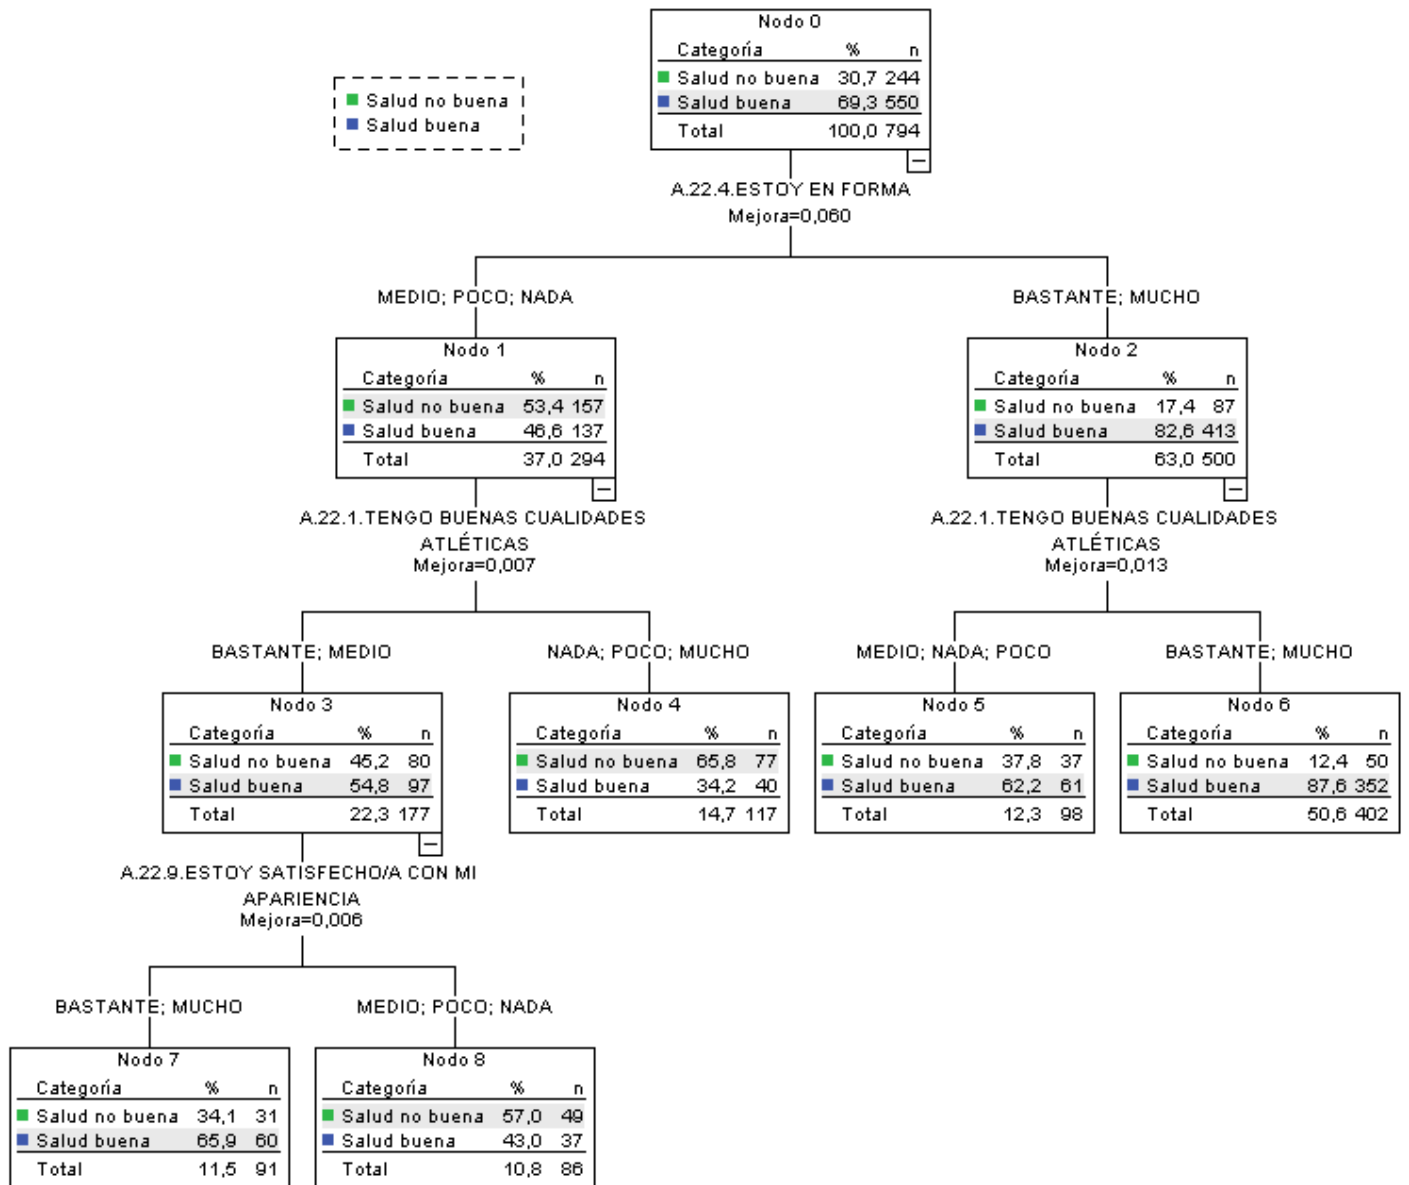 Salud no buena
Salud buena
Nodo 0
Categoría % n
Salud no buena 30,7 244
Salud buena 69,3 550
Total 100,0 794
A.22.4.ESTOY EN FORMA
Mejora=0,060
MEDIO; POCO; NADA
BASTANTE; MUCHO
Nodo 1
Categoría % n
Salud no buena 53,4 157
Salud buena 46,6 137
Total 37,0 294
Nodo 2
Categoría % n
Salud no buena 17,4 87
Salud buena 82,6 413
Total 63,0 500
A.22.1.TENGO BUENAS CUALIDADES
ATLÉTICAS
Mejora=0,007
A.22.1.TENGO BUENAS CUALIDADES
ATLÉTICAS
Mejora=0,013
BASTANTE; MEDIO
NADA; POCO; MUCHO
MEDIO; NADA; POCO
BASTANTE; MUCHO
Nodo 3
Categoría % n
Salud no buena 45,2 80
Salud buena 54,8 97
Total 22,3 177
Nodo 4
Categoría % n
Salud no buena 65,8 77
Salud buena 34,2 40
Total 14,7 117
Nodo 5
Categoría % n
Salud no buena 37,8 37
Salud buena 62,2 61
Total 12,3 98
Nodo 6
Categoría % n
Salud no buena 12,4 50
Salud buena 87,6 352
Total 50,6 402
A.22.9.ESTOY SATISFECHO/A CON MI
APARIENCIA
Mejora=0,006
BASTANTE; MUCHO
MEDIO; POCO; NADA
Nodo 7
Categoría % n
Salud no buena 34,1 31
Salud buena 65,9 60
Total 11,5 91
Nodo 8
Categoría % n
Salud no buena 57,0 49
Salud buena 43,0 37
Total 10,8 86